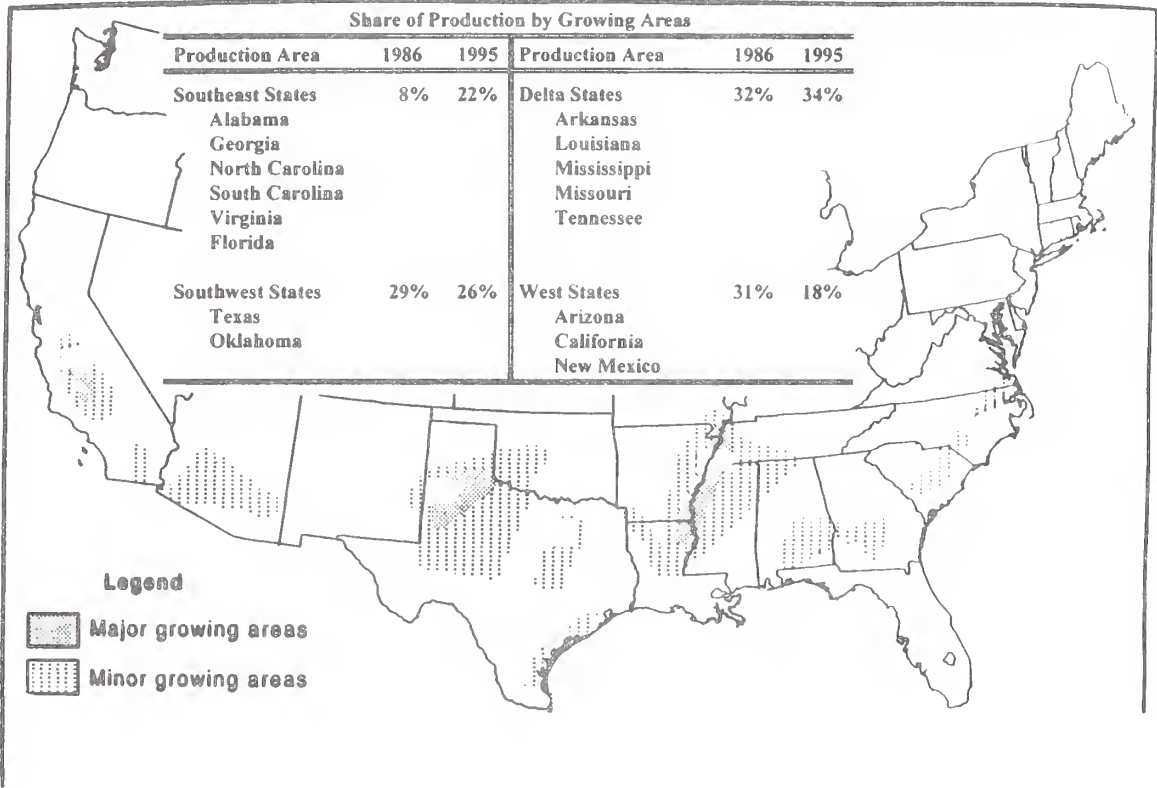 Share of Production by Growing Areas
Production Area 1986 1995 Production Area 1986 1995
Southeast States 8% 22% Delta States 32% 34%
Alabama Arkansas
Georgia Louisiana
North Carolina Mississippi
South Carolina Missouri
Virginia Tennessee
Florida
Southwest States 29% 26% West States 31% 18%
Texas Arizona
Oklahoma California
New Mexico
Legend
Major growing areas
Minor growing areas